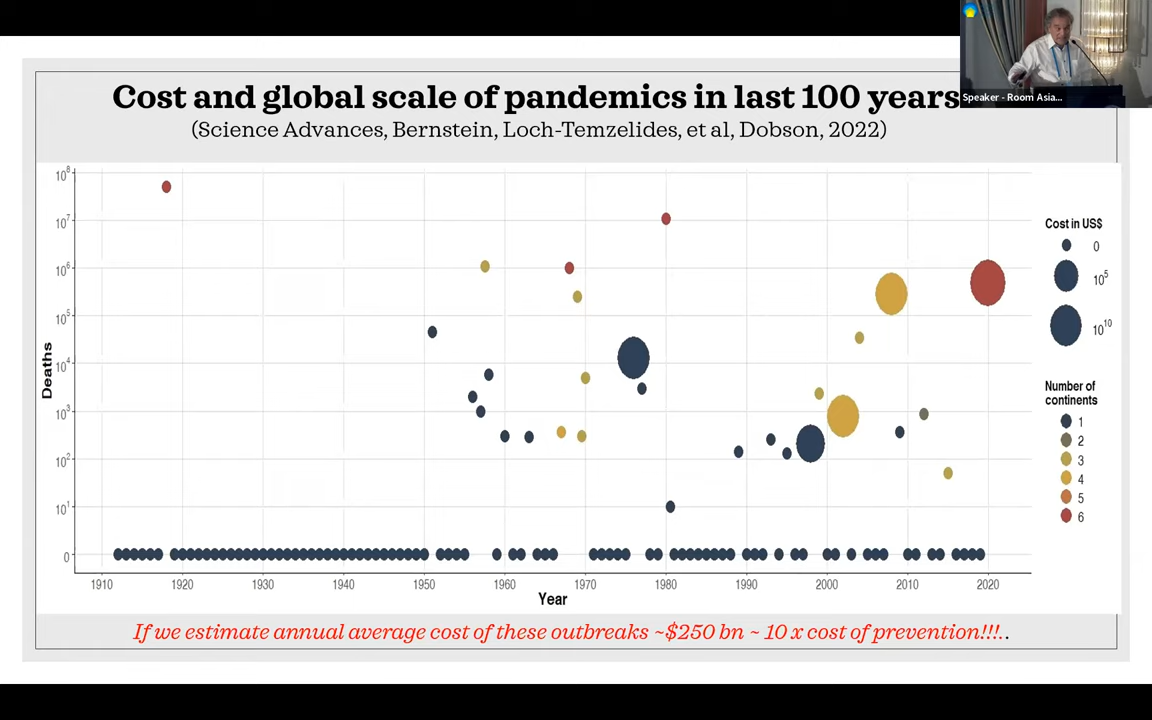 Cost and global scale of pandemics in last 100 years
(Science Advances, Bernstein, Loch-Temzelides, et al, Dobson, 2022)
Speaker - Room Asia...
Deaths
10^8
10^7
10^6
10^5
10^4
10^3
10^2
10^1
0
1910 1920 1930 1940 1950 1960 1970 1980 1990 2000 2010 2020
Year
Cost in US$
0
10^5
10^10
Number of
continents
1
2
3
4
5
6
If we estimate annual average cost of these outbreaks ~$250 bn ~ 10 x cost of prevention!!!..